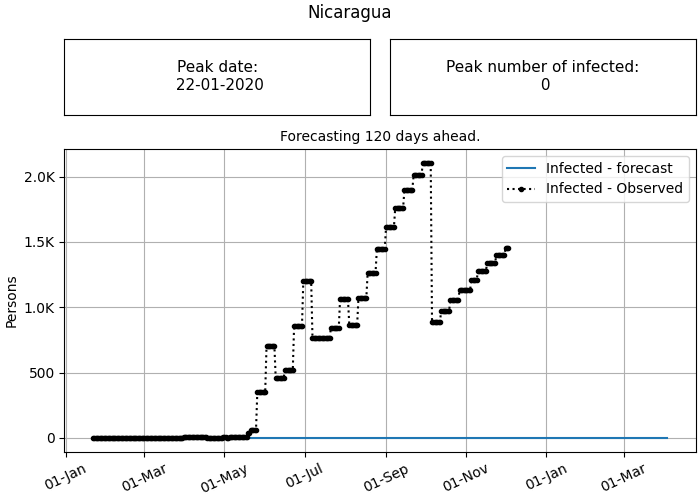 Nicaragua
Peak date:
22-01-2020
Peak number of infected:
0
Forecasting 120 days ahead.
Infected - forecast
Infected - Observed
Persons
2.0K
1.5K
1.0K
500
0
01-Jan
01-Mar
01-May
01-Jul
01-Sep
01-Nov
01-Jan
01-Mar